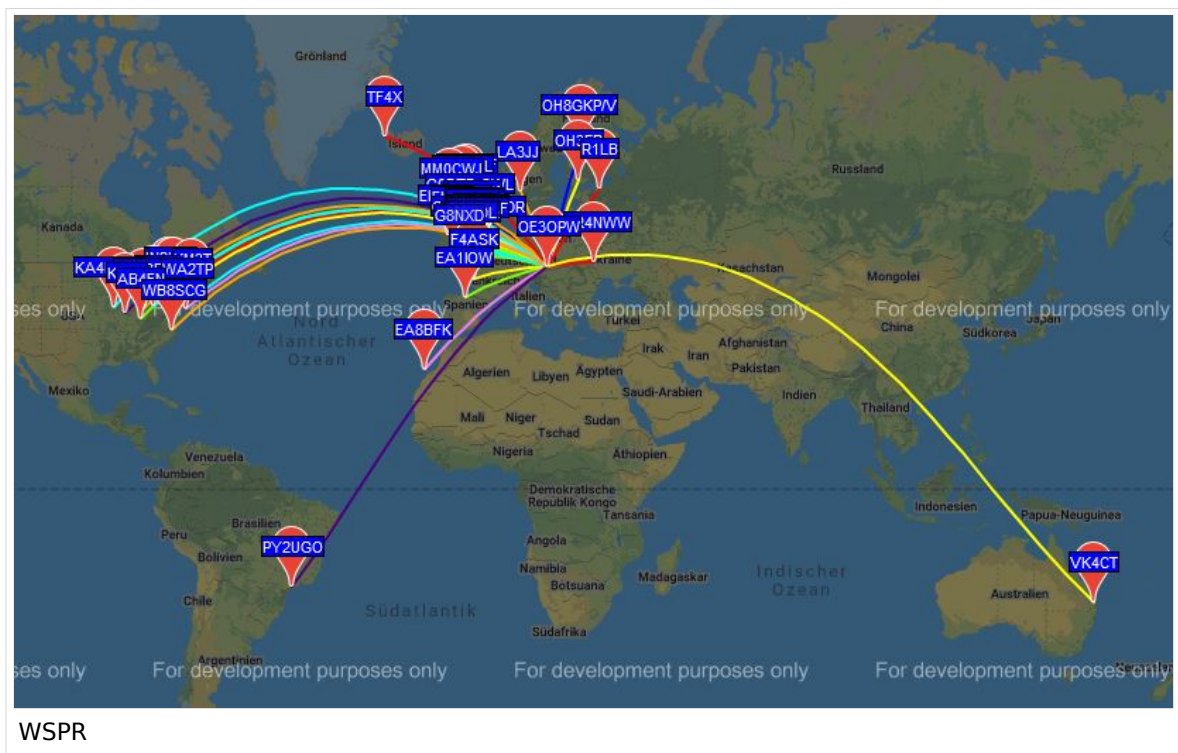 Grönland
TF4X
OH8GKP/V
Island
LA3JJ
R1LB
Russland
MM0CWJ
Kanada
G8NXD
OE3OPW
F4ASK
EA1IOW
WA2TP
WB8SCG
Kasachstan
Mongolei
Spanien
Italien
ses only
For development purposes only
For development purposes only
For development purposes only
Nord
Atlantischer
Ozean
EA8BFK
Türkei
China
Südkorea
Japan
Irak
Iran
Afghanistan
Pakistan
Mexiko
Algerien
Libyen
Ägypten
Saudi-Arabien
Indien
Thailand
Mali
Niger
Sudan
Tschad
Nigeria
Äthiopien
Venezuela
Kolumbien
Demokratische
Republik Kongo
Tansania
Indonesien
Papua-Neuguinea
Brasilien
Peru
Bolivien
PY2UGO
Angola
Namibia
Botsuana
Madagaskar
Indischer
Ozean
VK4CT
Australien
Chile
Südatlantik
Südafrika
Argentinien
ses only
For development purposes only
For development purposes only
For development purposes only
WSPR